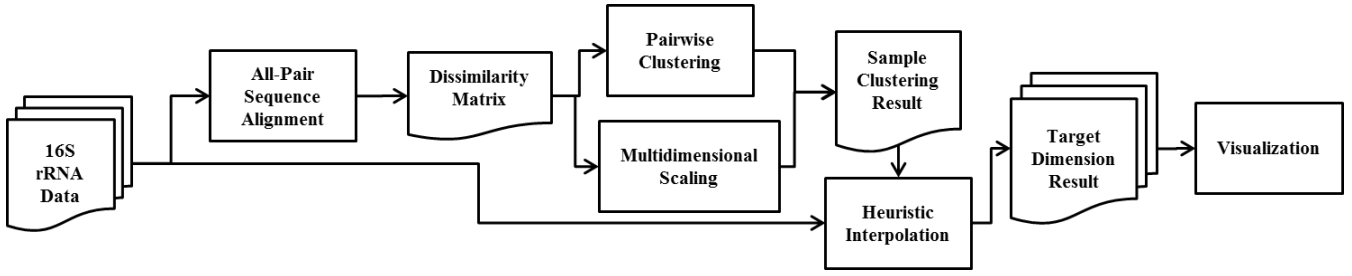 16S
rRNA
Data
All-Pair
Sequence
Alignment
Dissimilarity
Matrix
Pairwise
Clustering
Multidimensional
Scaling
Sample
Clustering
Result
Heuristic
Interpolation
Target
Dimension
Result
Visualization